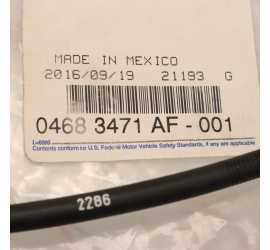 MADE IN MEXICO
2016/09/19 21193 G
0468 3471 AF-001
L=6000
Contents conform to U.S. Federal Motor Vehicle Safety Standards, if any are applicable
2286